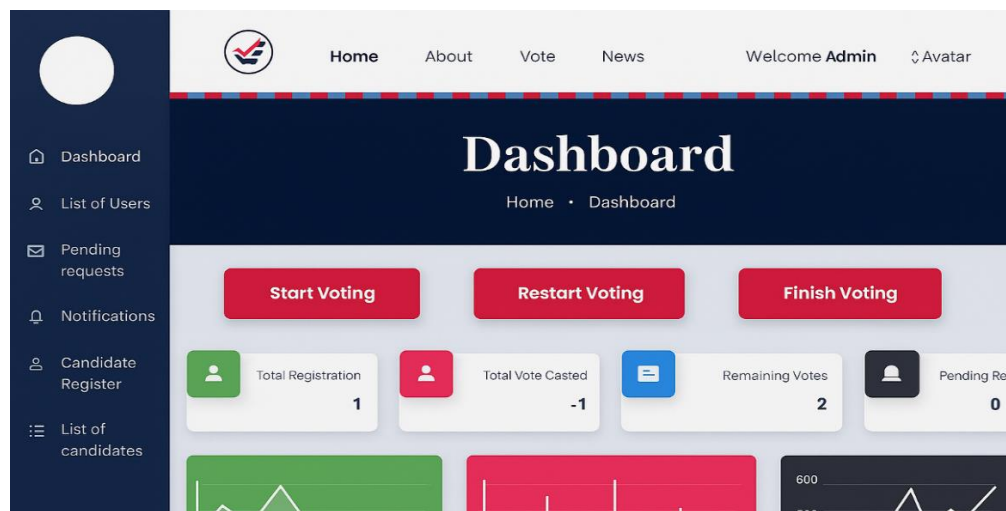 Home About Vote News Welcome Admin Avatar
Dashboard
Home • Dashboard
Dashboard
List of Users
Pending
requests
Notifications
Candidate
Register
List of
candidates
Start Voting Restart Voting Finish Voting
Total Registration
1
Total Vote Casted
-1
Remaining Votes
2
Pending Re
0
600